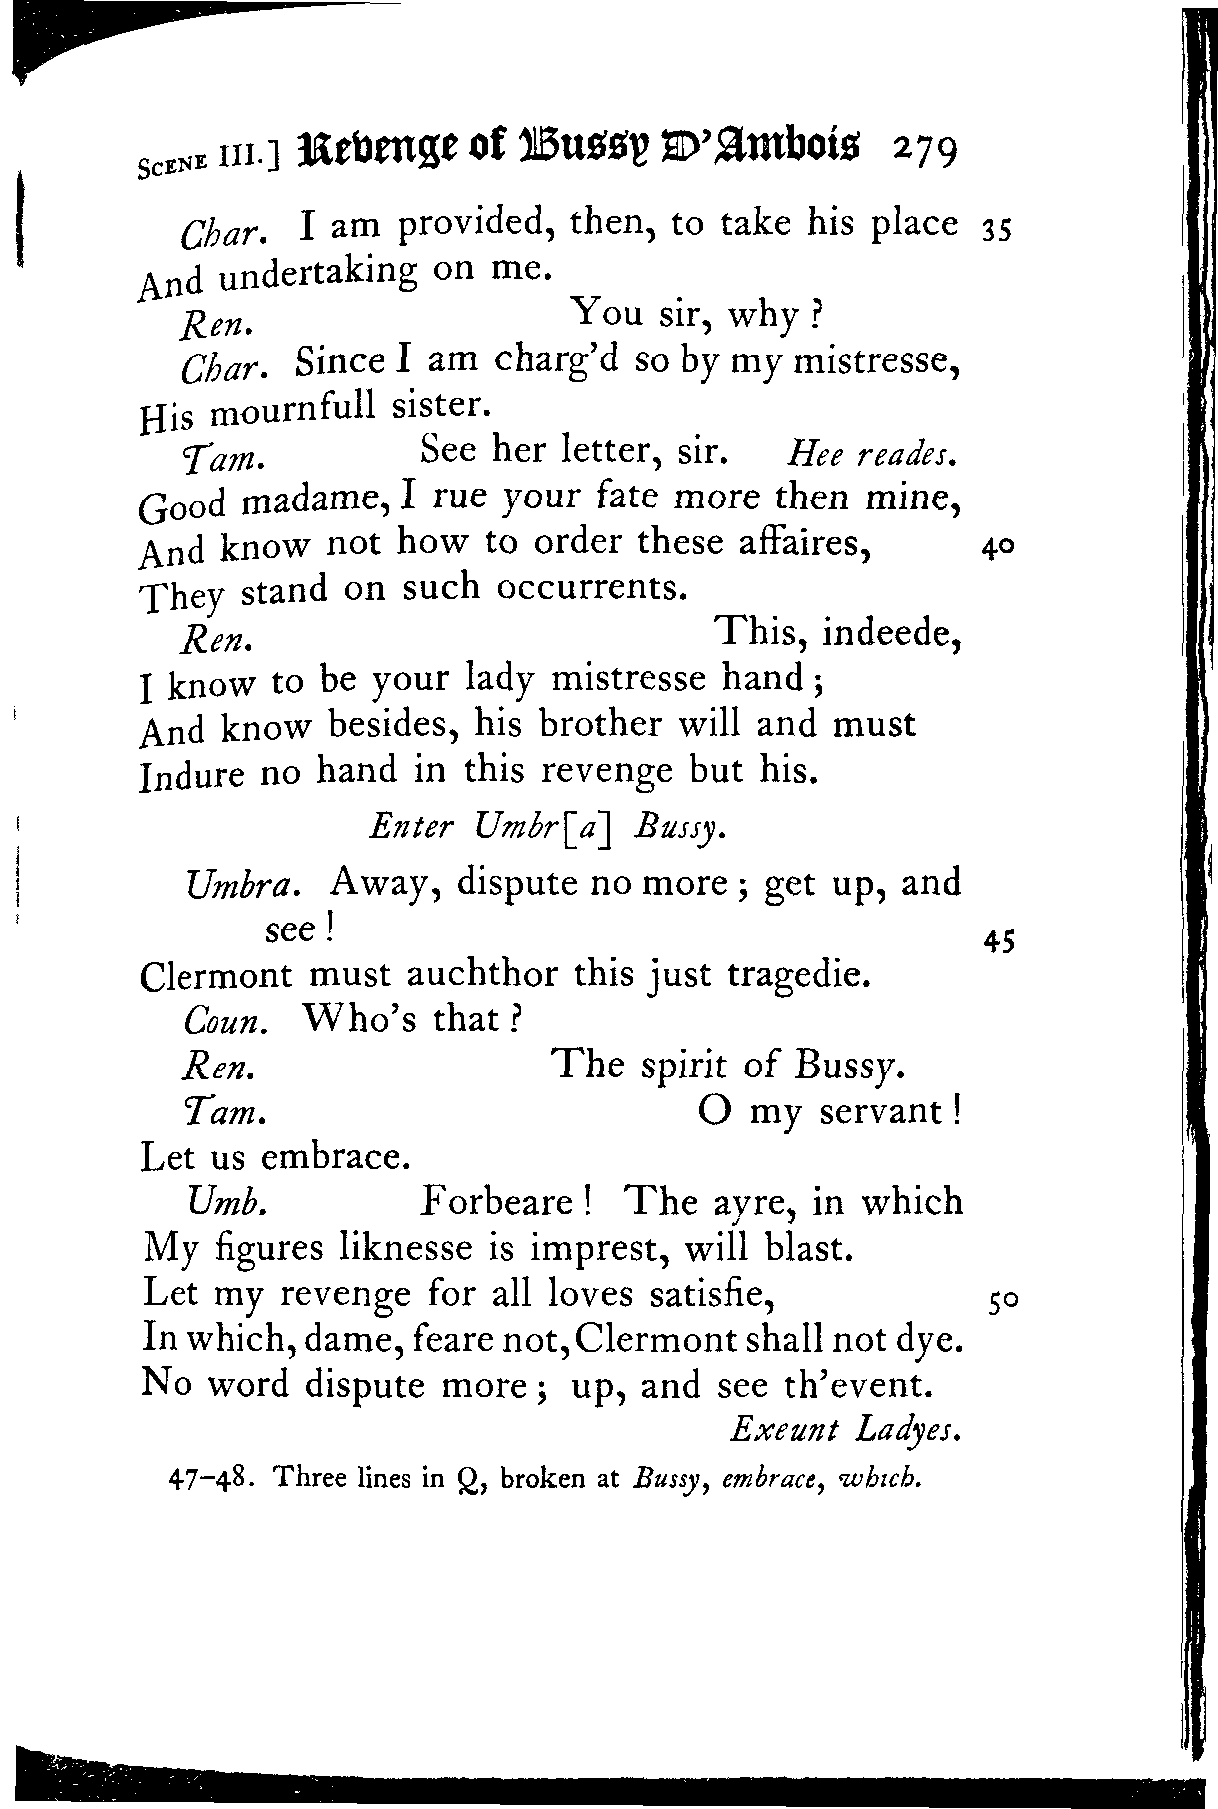 SCENE III.] Revenge of Bussy D'Ambois 279
Char. I am provided, then, to take his place 35
And undertaking on me.
Ren. You sir, why ?
Char. Since I am charg'd so by my mistresse,
His mournfull sister.
Tam. See her letter, sir. Hee reades.
Good madame, I rue your fate more then mine,
And know not how to order these affaires, 40
They stand on such occurrents.
Ren. This, indeede,
I know to be your lady mistresse hand ;
And know besides, his brother will and must
Indure no hand in this revenge but his.
Enter Umbr[a] Bussy.
Umbra. Away, dispute no more ; get up, and
see ! 45
Clermont must auchthor this just tragedie.
Coun. Who's that ?
Ren. The spirit of Bussy.
Tam. O my servant !
Let us embrace.
Umb. Forbeare ! The ayre, in which
My figures liknesse is imprest, will blast.
Let my revenge for all loves satisfie, 50
In which, dame, feare not, Clermont shall not dye.
No word dispute more ; up, and see th'event.
Exeunt Ladyes.
47–48. Three lines in Q, broken at Bussy, embrace, which.